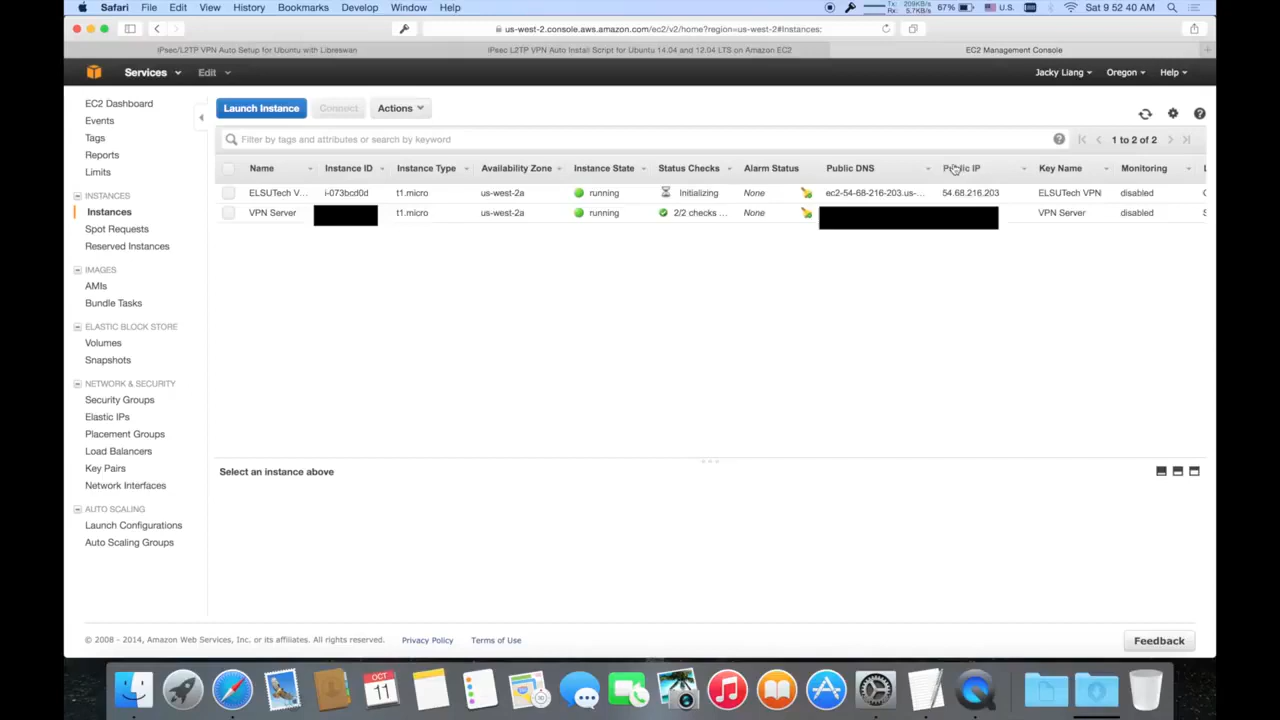 Safari File Edit View History Bookmarks Develop Window Help Tx: 209KB/s Rx: 5.7KB/s 67% U.S. Sat 9 52 40 AM
us-west-2.console.aws.amazon.com/ec2/v2/home?region=us-west-2#Instances:
IPsec/L2TP VPN Auto Setup for Ubuntu with Libreswan IPsec L2TP VPN Auto Install Script for Ubuntu 14.04 and 12.04 LTS on Amazon EC2 EC2 Management Console
Services Edit Jacky Liang Oregon Help
EC2 Dashboard
Events
Tags
Reports
Limits
INSTANCES
Instances
Spot Requests
Reserved Instances
IMAGES
AMIs
Bundle Tasks
ELASTIC BLOCK STORE
Volumes
Snapshots
NETWORK & SECURITY
Security Groups
Elastic IPs
Placement Groups
Load Balancers
Key Pairs
Network Interfaces
AUTO SCALING
Launch Configurations
Auto Scaling Groups
Launch Instance Connect Actions
Filter by tags and attributes or search by keyword 1 to 2 of 2
Name Instance ID Instance Type Availability Zone Instance State Status Checks Alarm Status Public DNS Public IP Key Name Monitoring
ELSUTech V... i-073bcd0d t1.micro us-west-2a running Initializing None ec2-54-68-216-203.us-... 54.68.216.203 ELSUTech VPN disabled
VPN Server t1.micro us-west-2a running 2/2 checks ... None VPN Server disabled
Select an instance above
© 2008 - 2014, Amazon Web Services, Inc. or its affiliates. All rights reserved. Privacy Policy Terms of Use Feedback
OCT
11